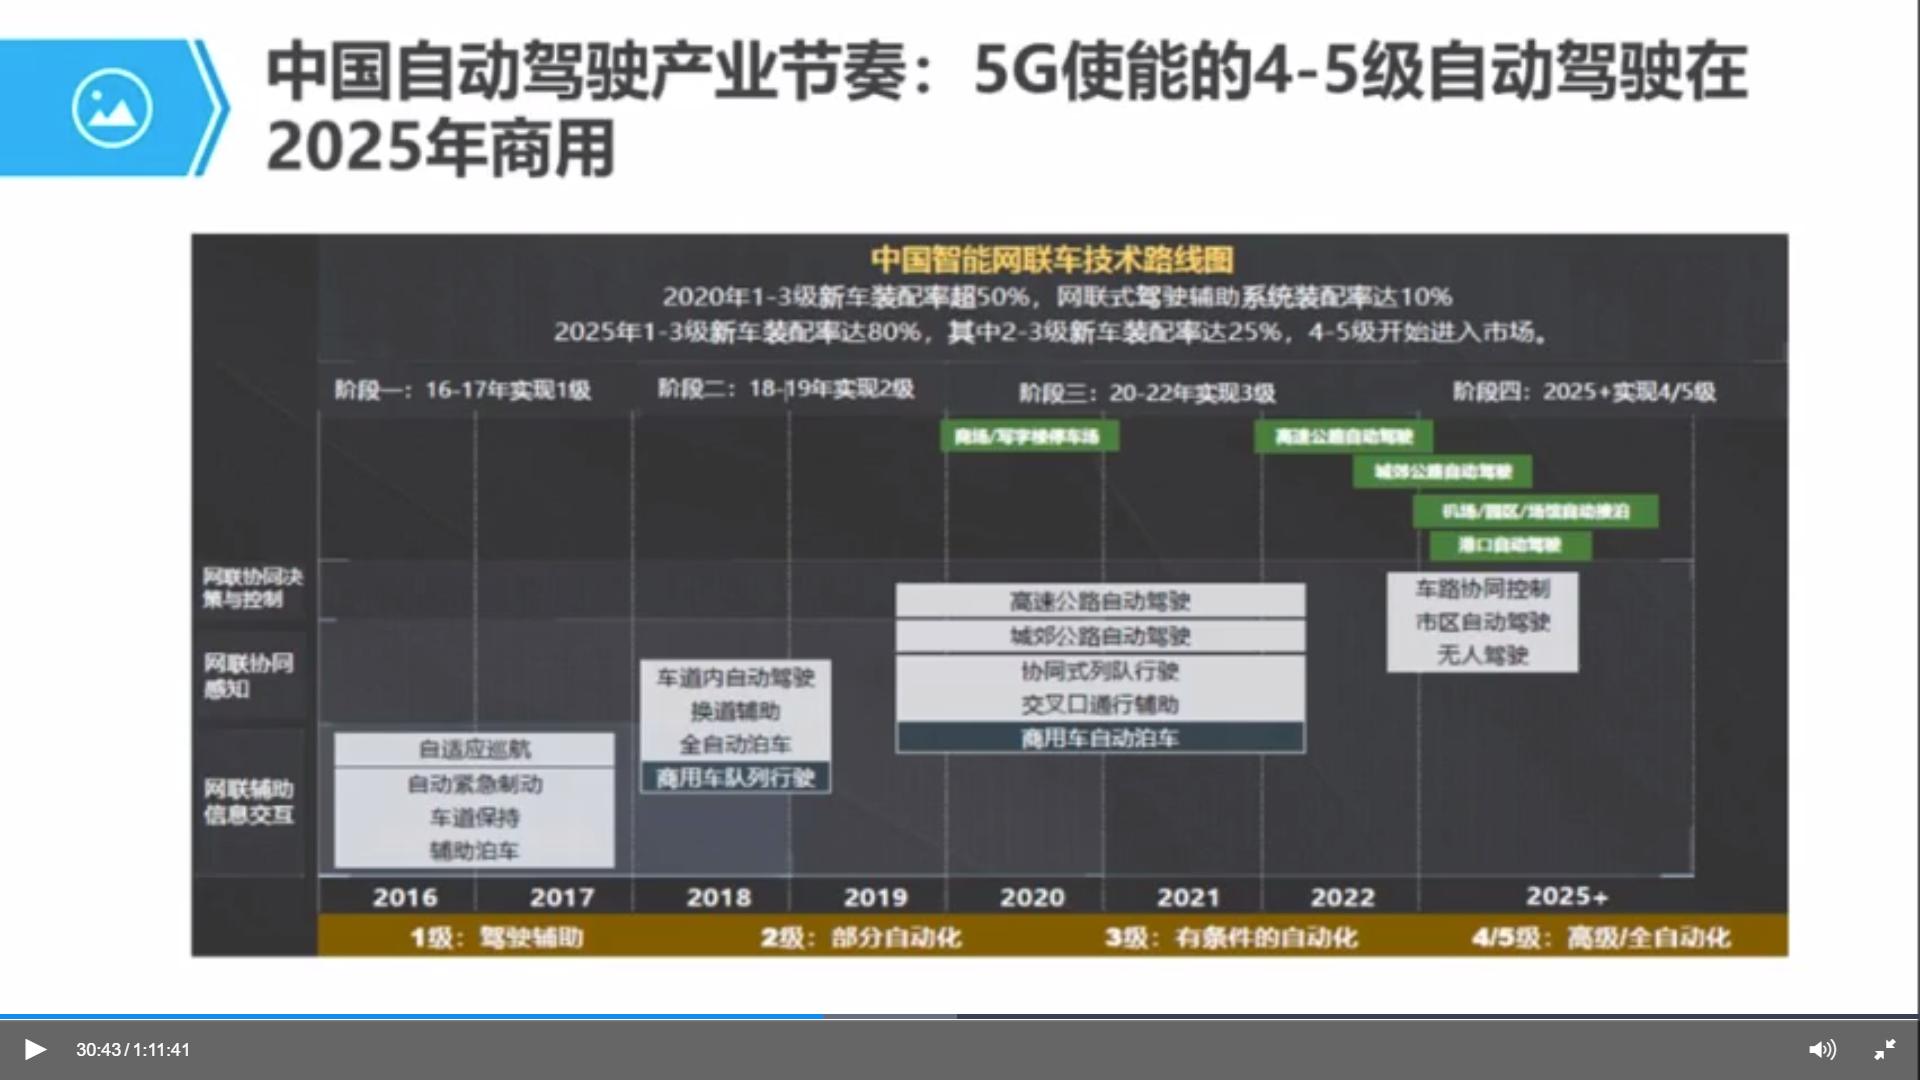 中国自动驾驶产业节奏：5G使能的4-5级自动驾驶在
2025年商用
中国智能网联车技术路线图
2020年1-3级新车装配率超50%，网联式驾驶辅助系统装配率达10%
2025年1-3级新车装配率达80%，其中2-3级新车装配率达25%，4-5级开始进入市场。
阶段一：16-17年实现1级
阶段二：18-19年实现2级
阶段三：20-22年实现3级
阶段四：2025+实现4/5级
商场/写字楼停车场
高速公路自动驾驶
城郊公路自动驾驶
机场/园区/场馆自动接泊
港口自动驾驶
网联协同决
策与控制
高速公路自动驾驶
城郊公路自动驾驶
协同式列队行驶
交叉口通行辅助
商用车自动泊车
车路协同控制
市区自动驾驶
无人驾驶
网联协同
感知
车道内自动驾驶
换道辅助
全自动泊车
商用车队列行驶
网联辅助
信息交互
自适应巡航
自动紧急制动
车道保持
辅助泊车
2016 2017 2018 2019 2020 2021 2022 2025+
1级：驾驶辅助 2级：部分自动化 3级：有条件的自动化 4/5级：高级/全自动化
30:43/1:11:41